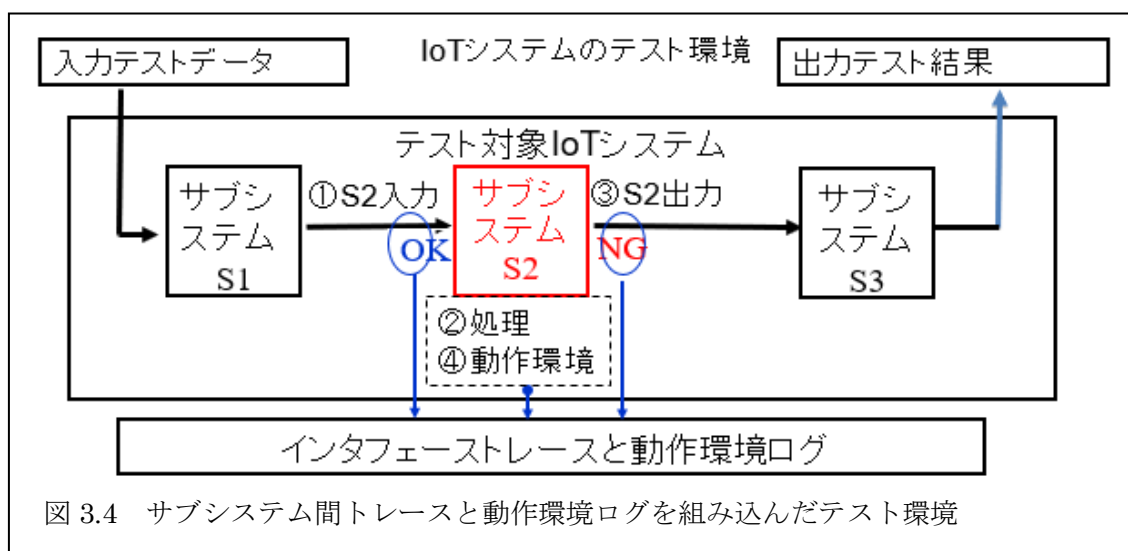 IoTシステムのテスト環境
入力テストデータ
出力テスト結果
テスト対象IoTシステム
サブシ
ステム
S1
①S2入力
OK
サブシ
ステム
S2
③S2出力
NG
サブシ
ステム
S3
②処理
④動作環境
インタフェーストレースと動作環境ログ
図 3.4　サブシステム間トレースと動作環境ログを組み込んだテスト環境